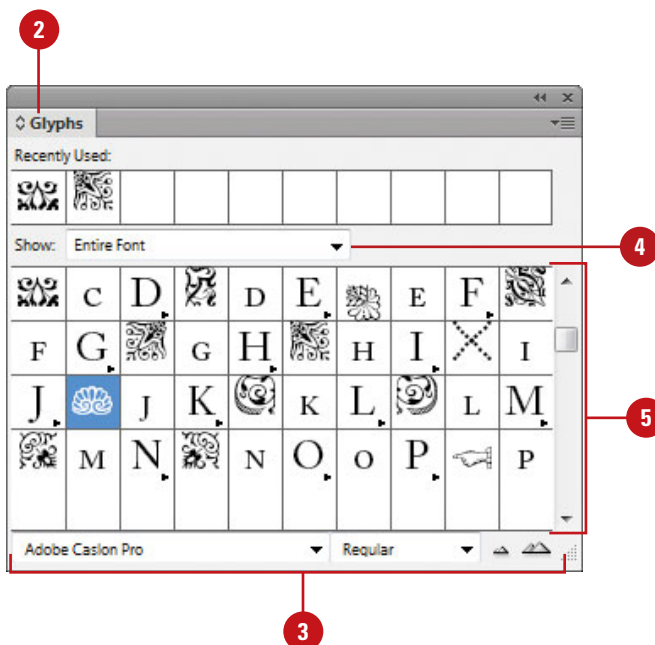 2
Glyphs
Recently Used:
Show: Entire Font
4
C D D E E F
F G G H H I I
J J K K L L M
M N N O O P P
5
Adobe Caslon Pro Regular
3